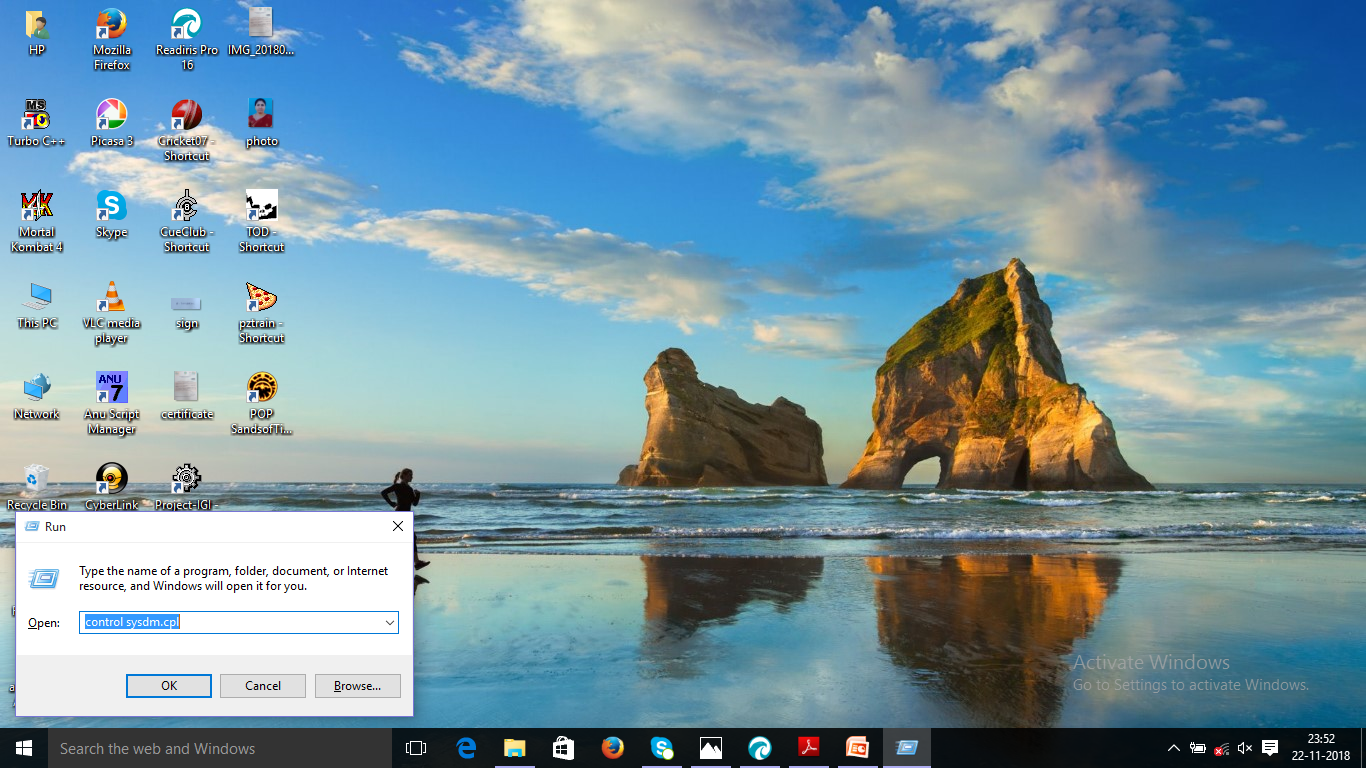 HP
Mozilla
Firefox
Readiris Pro
16
IMG_20180...
MS
Turbo C++
Picasa 3
Cricket07 -
Shortcut
photo
Mortal
Kombat 4
Skype
CueClub -
Shortcut
TOD -
Shortcut
This PC
VLC media
player
sign
pztrain -
Shortcut
ANU
7
Network
Anu Script
Manager
certificate
POP
SandsofTi...
Recycle Bin
CyberLink
Project-IGI -
Run
Type the name of a program, folder, document, or Internet
resource, and Windows will open it for you.
Open:
control sysdm.cpl
OK
Cancel
Browse...
Activate Windows
Go to Settings to activate Windows.
Search the web and Windows
23:52
22-11-2018